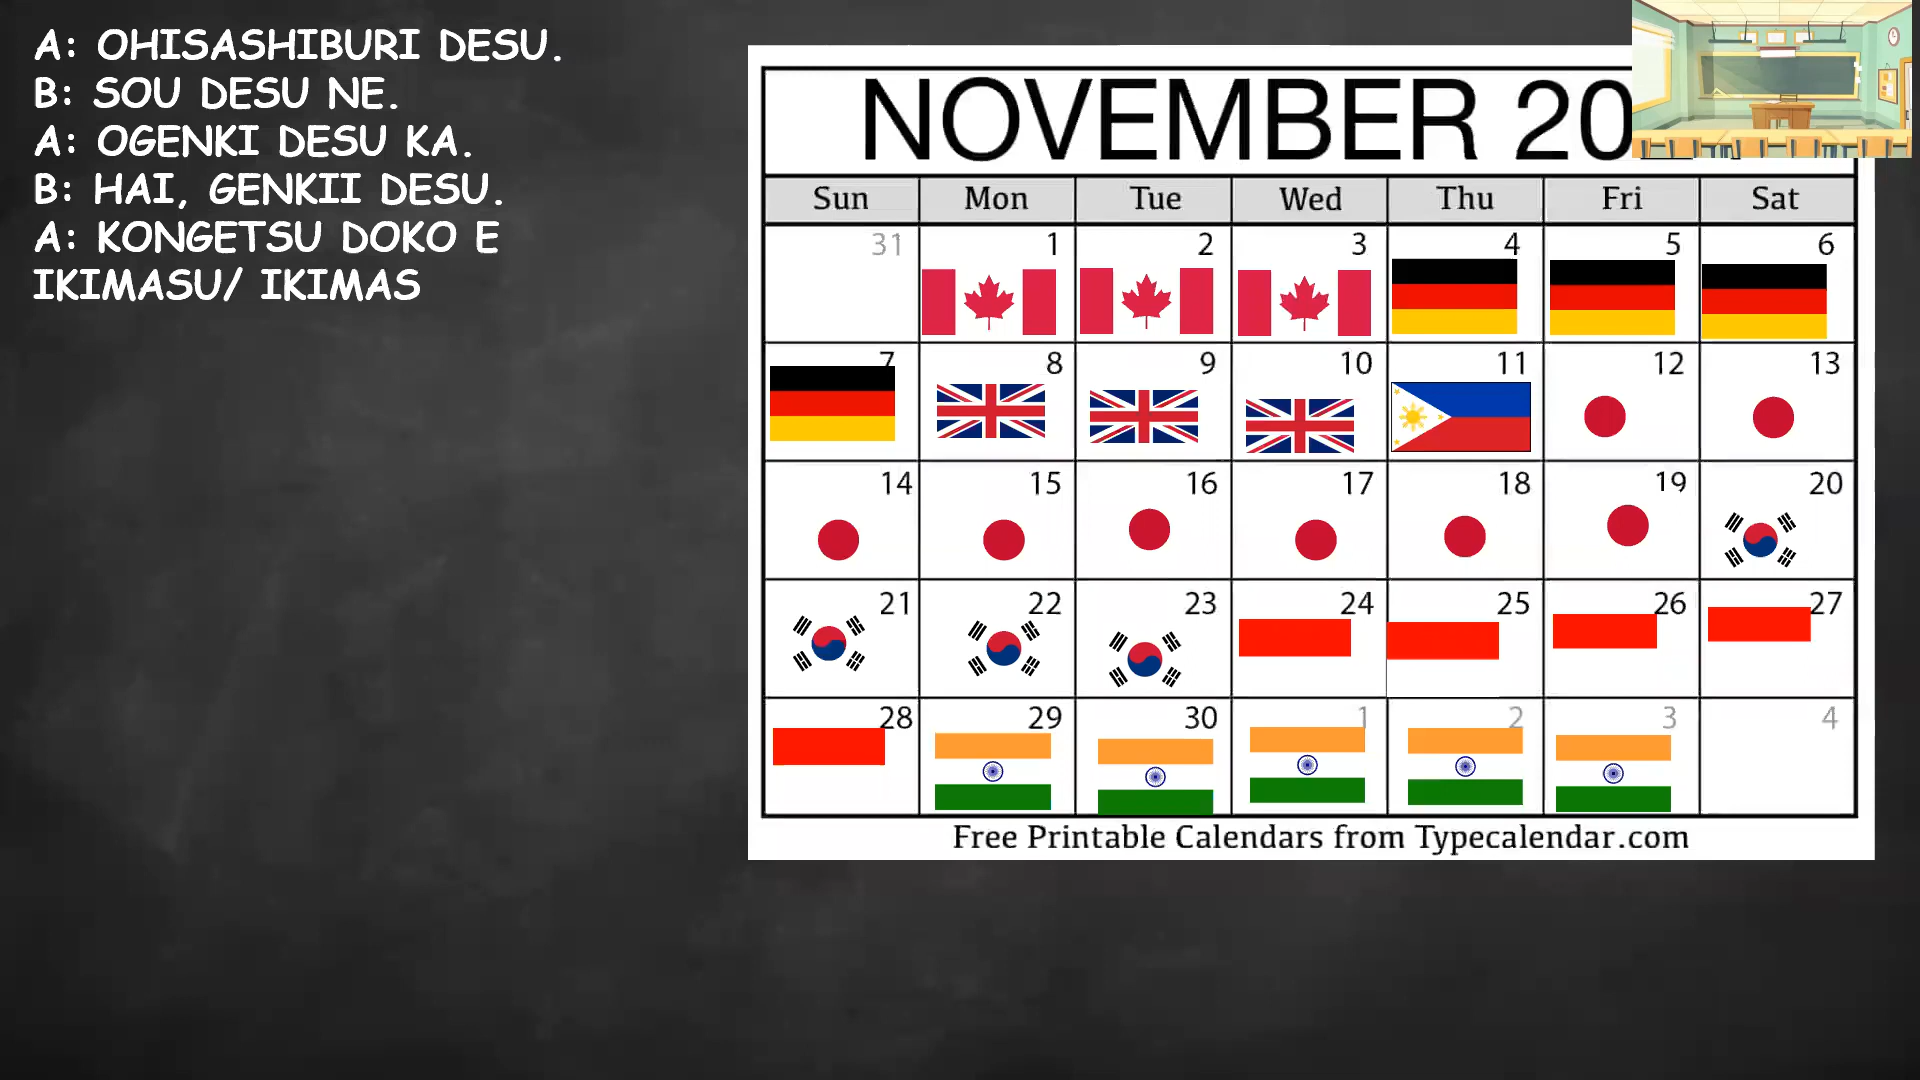 A: OHISASHIBURI DESU.
B: SOU DESU NE.
A: OGENKI DESU KA.
B: HAI, GENKII DESU.
A: KONGETSU DOKO E
IKIMASU/ IKIMAS
NOVEMBER 20
Sun Mon Tue Wed Thu Fri Sat
31 1 2 3 4 5 6
7 8 9 10 11 12 13
14 15 16 17 18 19 20
21 22 23 24 25 26 27
28 29 30 1 2 3 4
Free Printable Calendars from Typecalendar.com